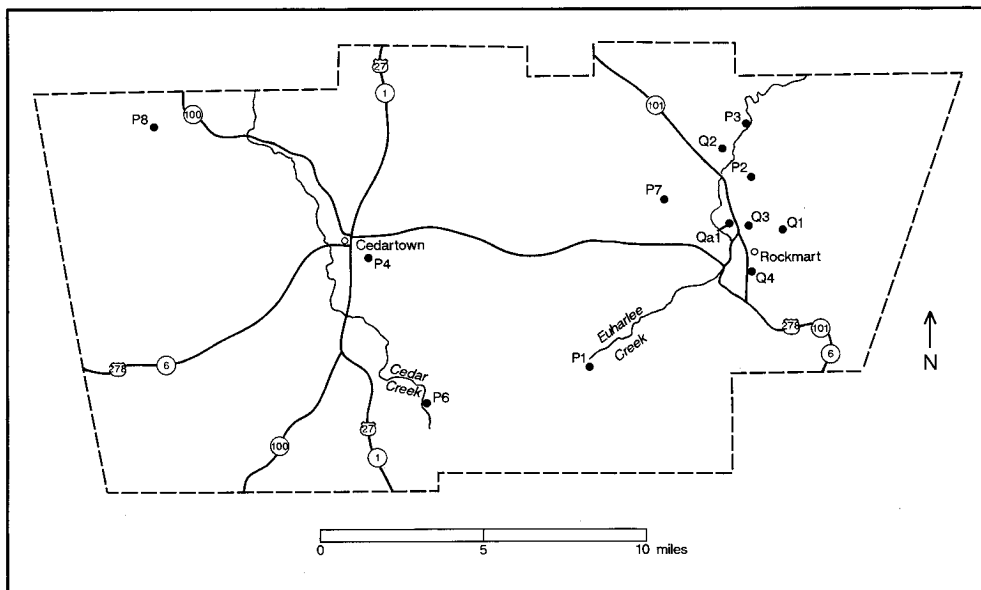 27
1
100
101
P8
P3
Q2
P2
P7
Q3
Q1
Qa1
Cedartown
P4
Rockmart
Q4
Euharlee
Creek
278
101
6
N
P1
278
6
Cedar
Creek
P6
27
100
1
0 5 10 miles